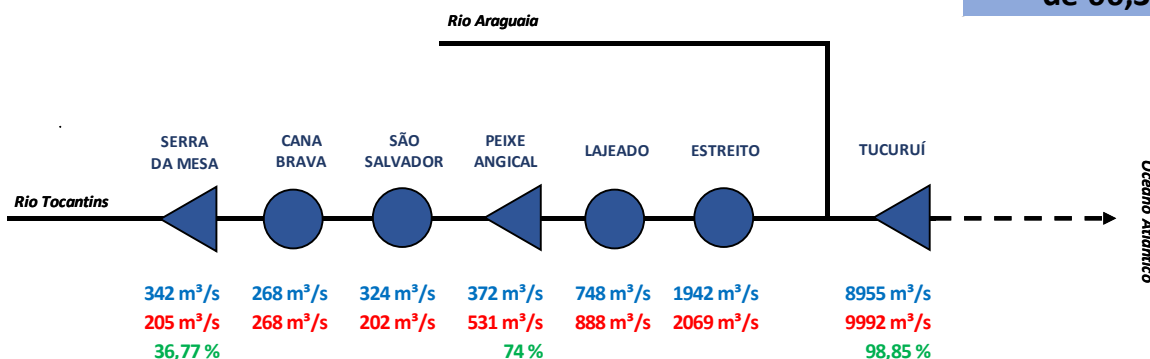 Rio Araguaia
SERRA
DA MESA
CANA
BRAVA
SÃO
SALVADOR
PEIXE
ANGICAL
LAJEADO
ESTREITO
TUCURUÍ
Rio Tocantins
Oceano Atlântico
342 m³/s 268 m³/s 324 m³/s 372 m³/s 748 m³/s 1942 m³/s 8955 m³/s
205 m³/s 268 m³/s 202 m³/s 531 m³/s 888 m³/s 2069 m³/s 9992 m³/s
36,77 % 74 % 98,85 %